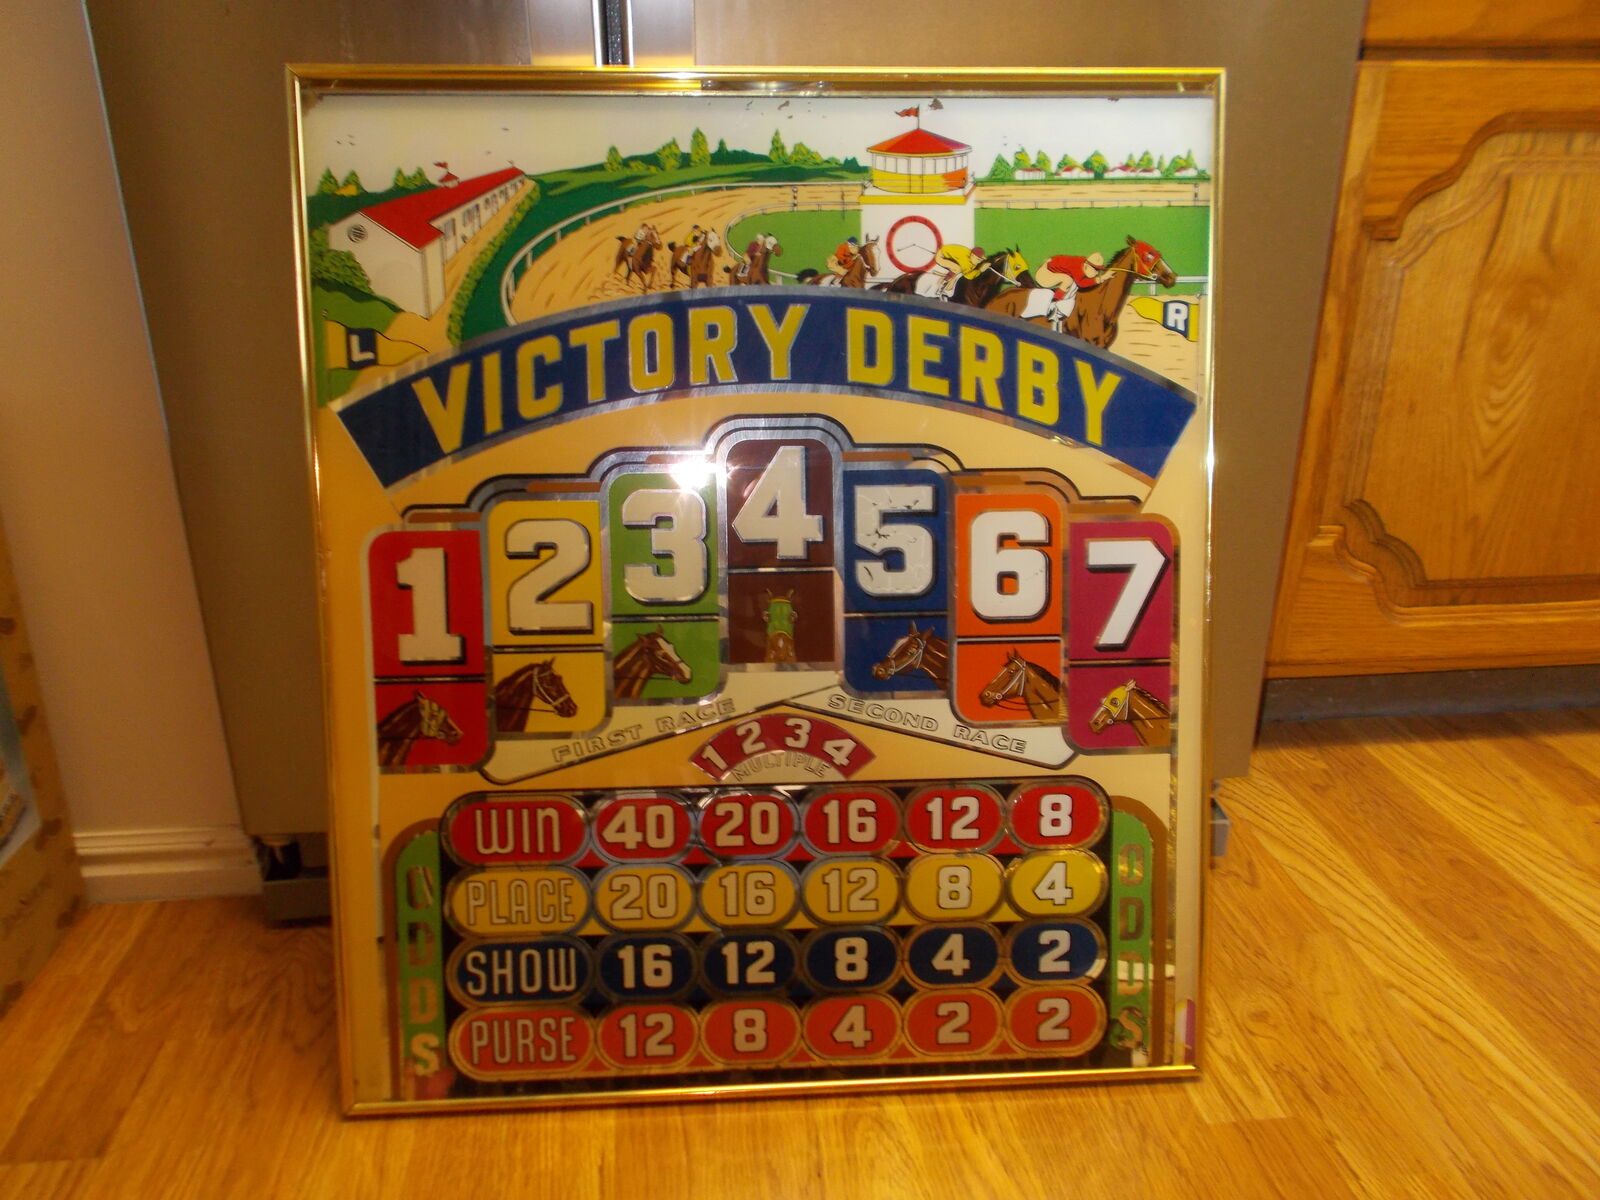 L
R
VICTORY DERBY
1 2 3 4 5 6 7
FIRST RACE
SECOND RACE
1 2 3 4
MULTIPLE
ODDS
ODDS
WIN 40 20 16 12 8
PLACE 20 16 12 8 4
SHOW 16 12 8 4 2
PURSE 12 8 4 2 2